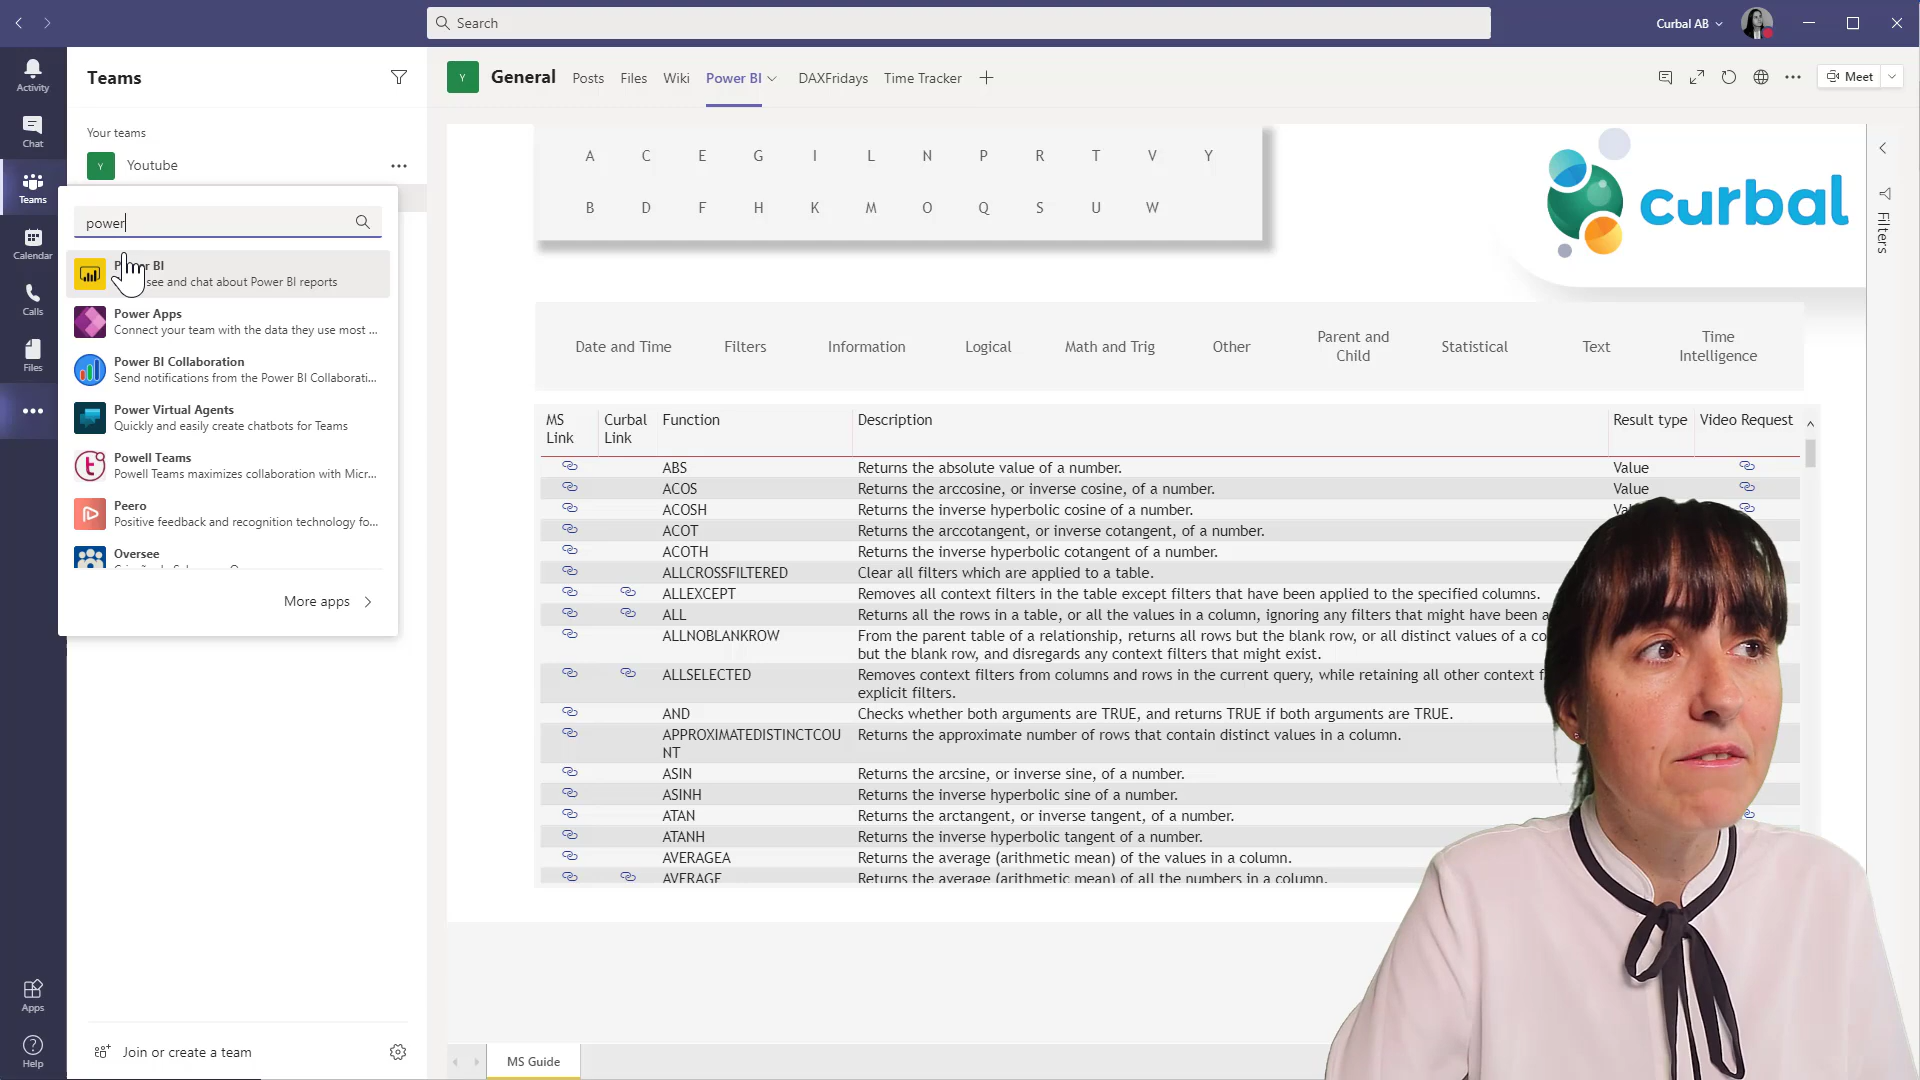 Search
Curbal AB
Activity
Chat
Teams
Calendar
Calls
Files
Apps
Help
Teams
Your teams
Y
Youtube
power
BI
see and chat about Power BI reports
Power Apps
Connect your team with the data they use most ...
Power BI Collaboration
Send notifications from the Power BI Collaborati...
Power Virtual Agents
Quickly and easily create chatbots for Teams
Powell Teams
Powell Teams maximizes collaboration with Micr...
Peero
Positive feedback and recognition technology fo...
Oversee
More apps
Join or create a team
Y General Posts Files Wiki Power BI DAXFridays Time Tracker
Meet
A C E G I L N P R T V Y
B D F H K M O Q S U W
curbal
Filters
Date and Time Filters Information Logical Math and Trig Other Parent and Child Statistical Text Time Intelligence
MS Link Curbal Link Function Description Result type Video Request
ABS Returns the absolute value of a number. Value
ACOS Returns the arccosine, or inverse cosine, of a number. Value
ACOSH Returns the inverse hyperbolic cosine of a number.
ACOT Returns the arccotangent, or inverse cotangent, of a number.
ACOTH Returns the inverse hyperbolic cotangent of a number.
ALLCROSSFILTERED Clear all filters which are applied to a table.
ALLEXCEPT Removes all context filters in the table except filters that have been applied to the specified columns.
ALL Returns all the rows in a table, or all the values in a column, ignoring any filters that might have been a
ALLNOBLANKROW From the parent table of a relationship, returns all rows but the blank row, or all distinct values of a co
but the blank row, and disregards any context filters that might exist.
ALLSELECTED Removes context filters from columns and rows in the current query, while retaining all other context f
explicit filters.
AND Checks whether both arguments are TRUE, and returns TRUE if both arguments are TRUE.
APPROXIMATEDISTINCTCOU Returns the approximate number of rows that contain distinct values in a column.
NT
ASIN Returns the arcsine, or inverse sine, of a number.
ASINH Returns the inverse hyperbolic sine of a number.
ATAN Returns the arctangent, or inverse tangent, of a number.
ATANH Returns the inverse hyperbolic tangent of a number.
AVERAGEA Returns the average (arithmetic mean) of the values in a column.
AVERAGE Returns the average (arithmetic mean) of all the numbers in a column.
MS Guide